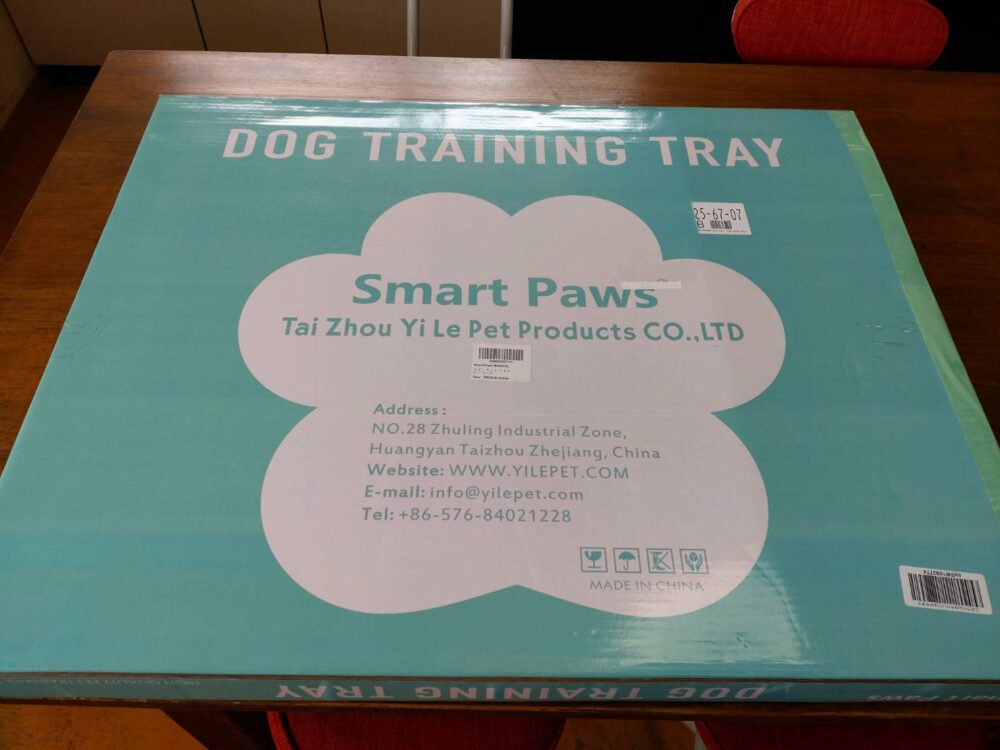 DOG TRAINING TRAY
25-67-07
B
Smart Paws
Tai Zhou Yi Le Pet Products CO.,LTD
Address:
NO.28 Zhuling Industrial Zone,
Huangyan Taizhou Zhejiang, China
Website: WWW.YILEPET.COM
E-mail: info@yilepet.com
Tel: +86-576-84021228
MADE IN CHINA
DOG TRAINING TRAY